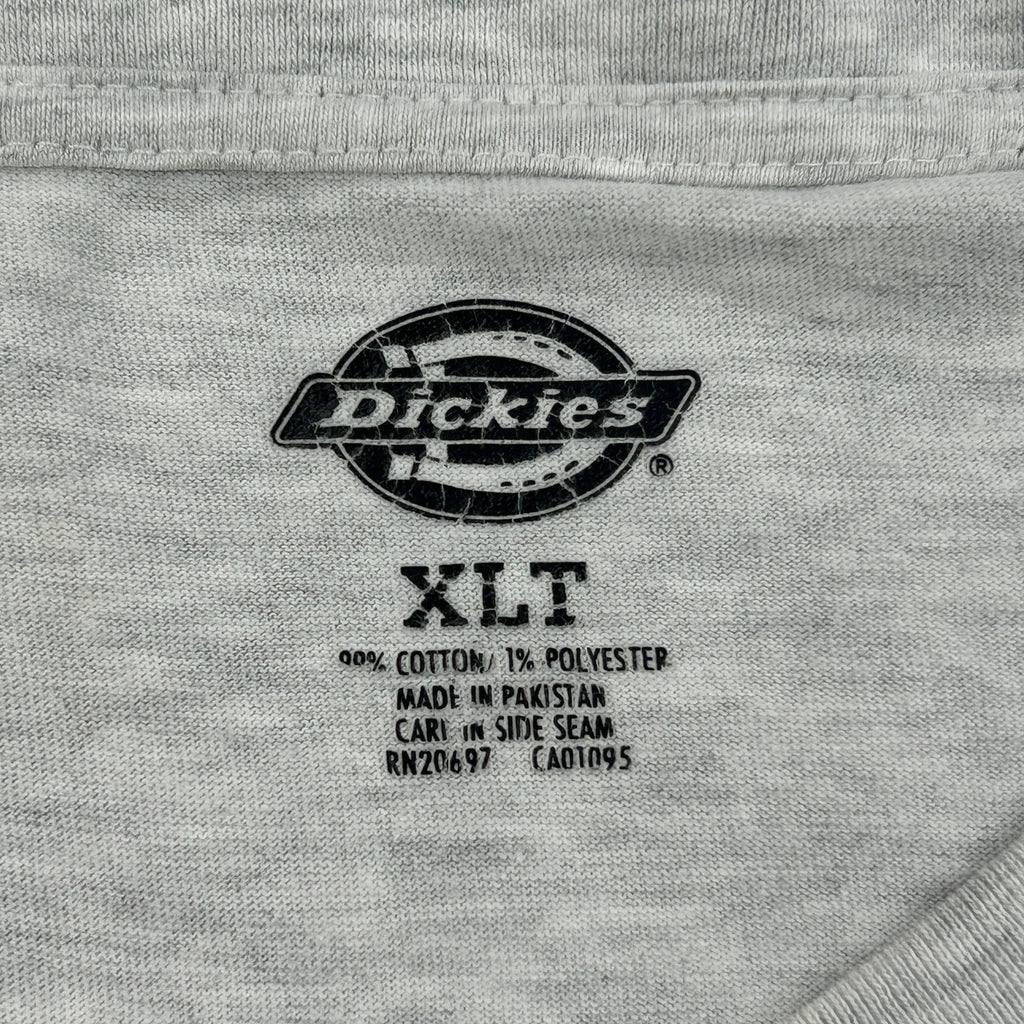 Dickies ®
XLT
99% COTTON/ 1% POLYESTER
MADE IN PAKISTAN
CARE IN SIDE SEAM
RN20697 CA01095